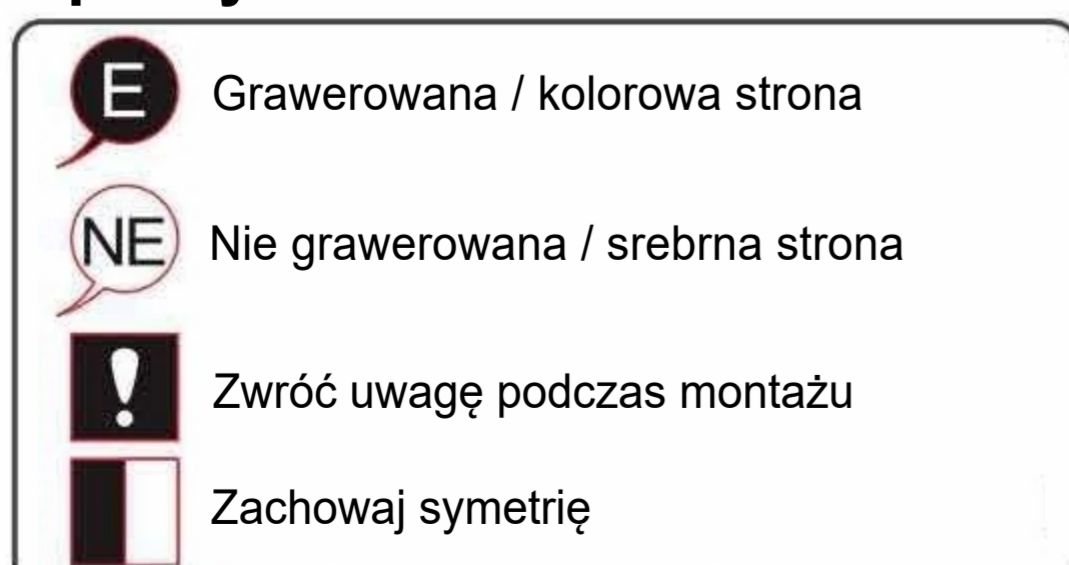 E Grawerowana / kolorowa strona
NE Nie grawerowana / srebrna strona
! Zwróć uwagę podczas montażu
Zachowaj symetrię